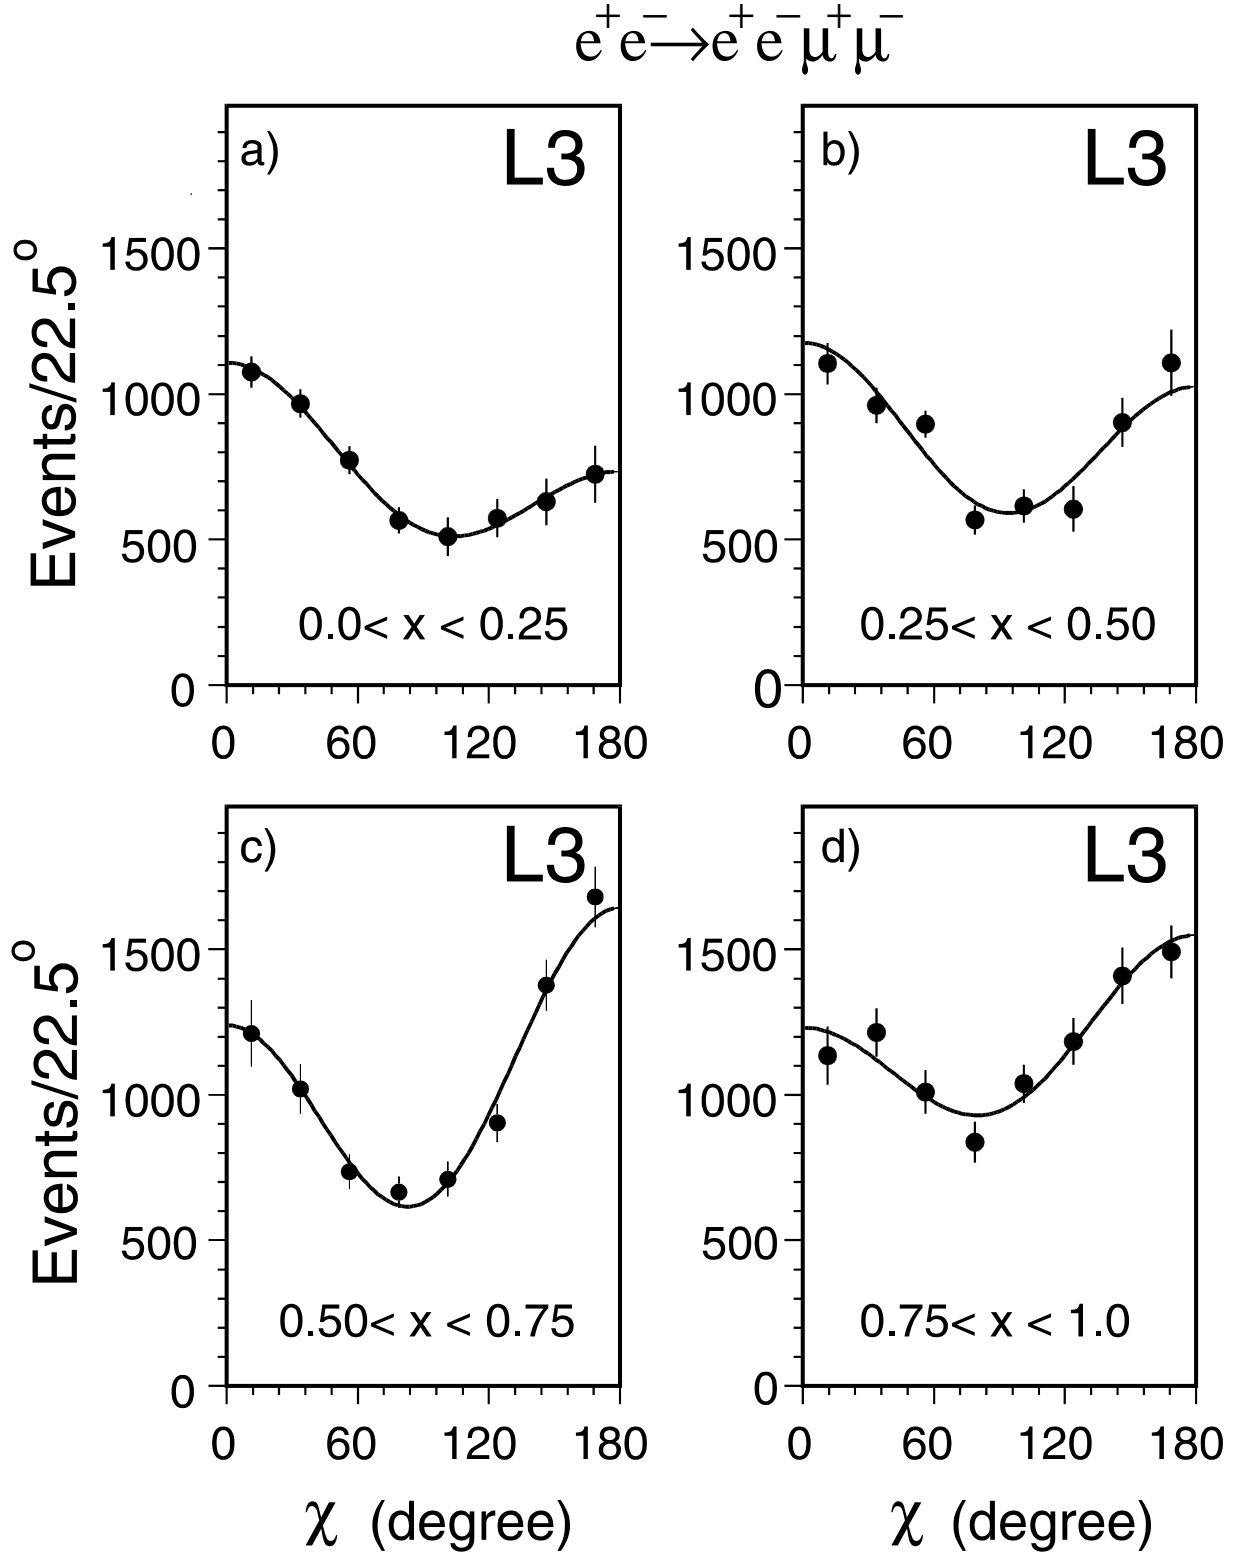 e⁺e⁻→e⁺e⁻μ⁺μ⁻
a) L3
Events/22.5°
1500
1000
500
0
0.0< x < 0.25
0 60 120 180
b) L3
1500
1000
500
0
0.25< x < 0.50
0 60 120 180
c) L3
Events/22.5°
1500
1000
500
0
0.50< x < 0.75
0 60 120 180
χ (degree)
d) L3
1500
1000
500
0
0.75< x < 1.0
0 60 120 180
χ (degree)